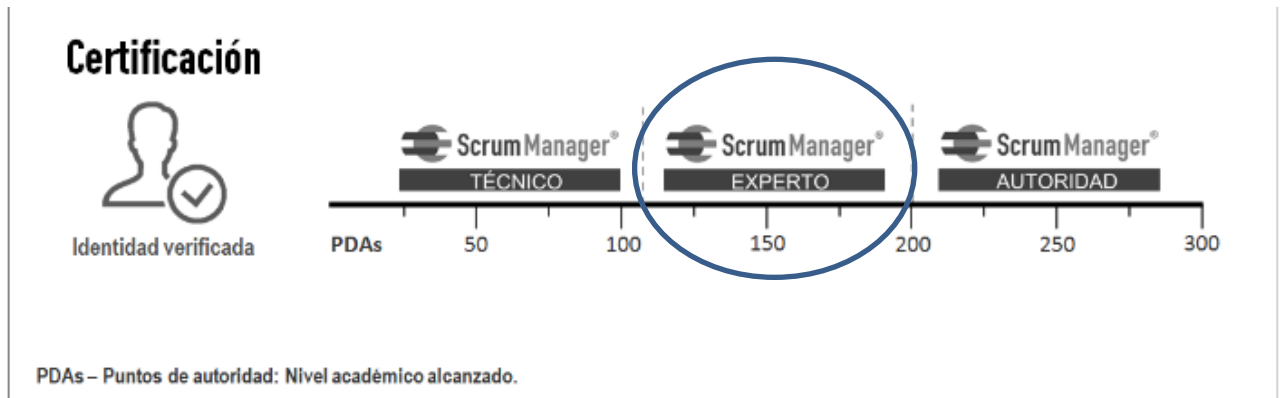 Certificación
ScrumManager®
TÉCNICO
ScrumManager®
EXPERTO
ScrumManager®
AUTORIDAD
Identidad verificada
PDAs 50 100 150 200 250 300
PDAs – Puntos de autoridad: Nivel académico alcanzado.